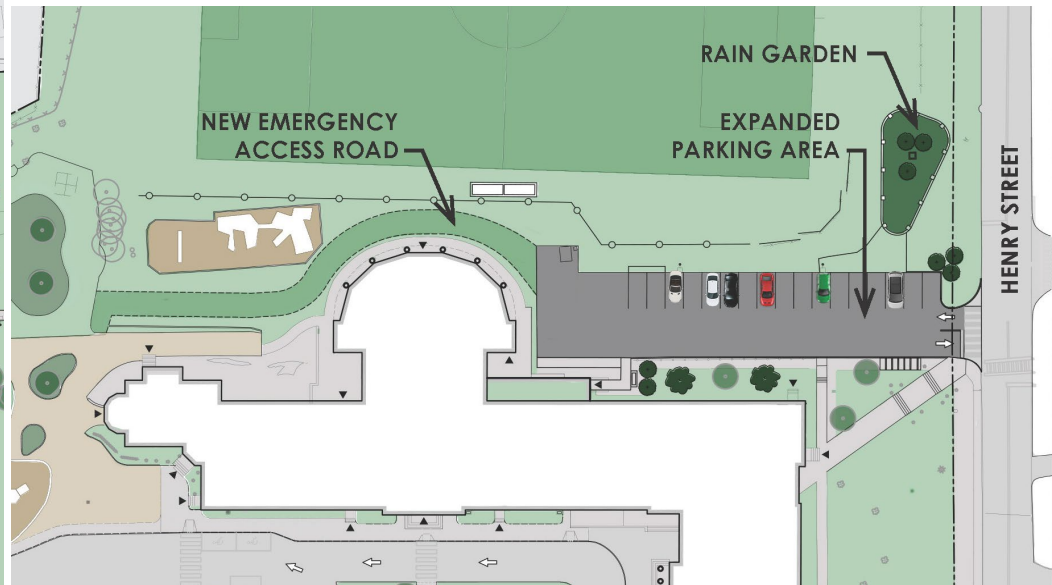 RAIN GARDEN
NEW EMERGENCY
ACCESS ROAD
EXPANDED
PARKING AREA
HENRY STREET